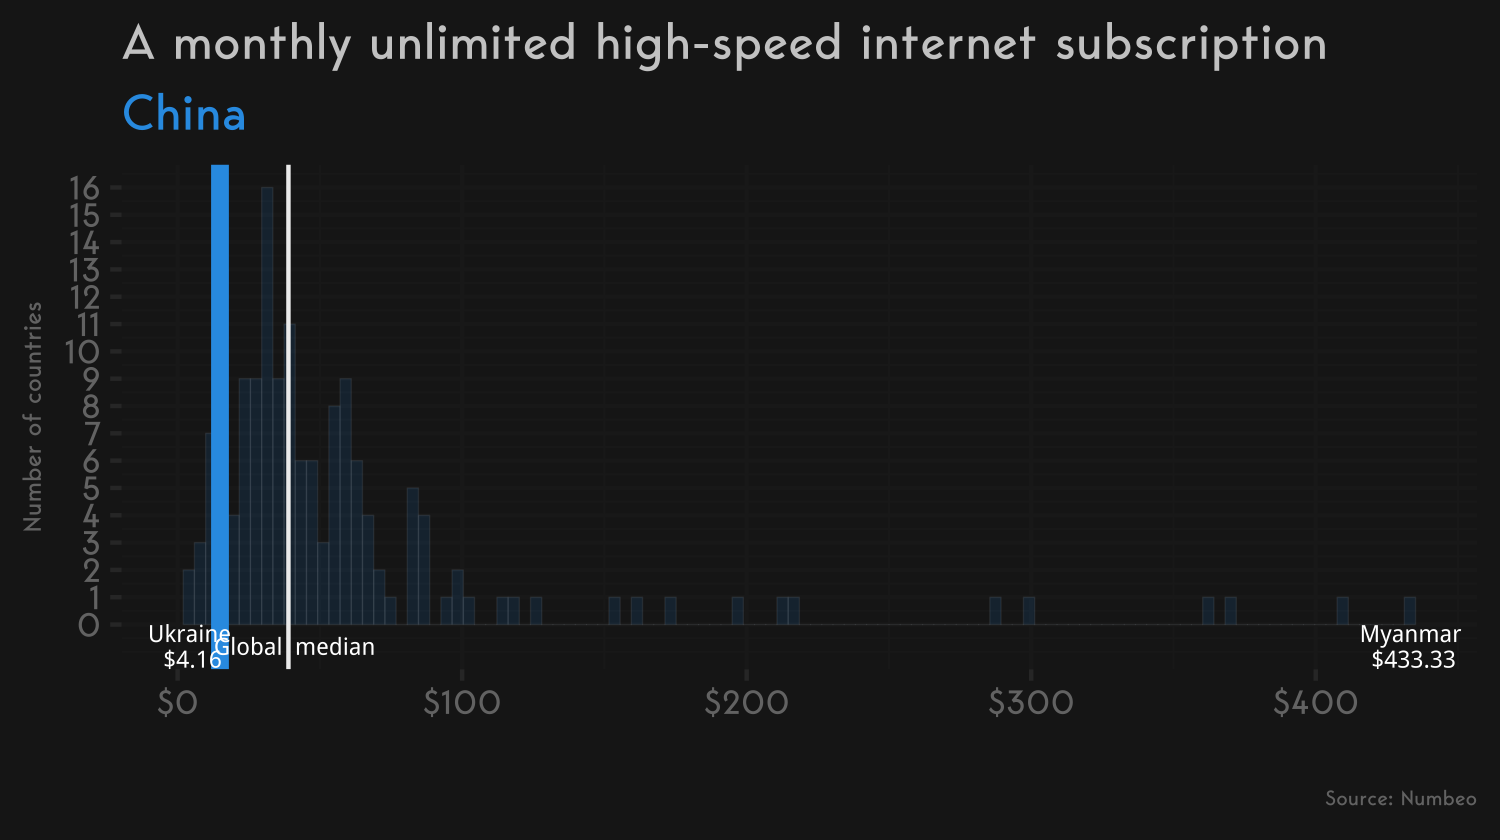 A monthly unlimited high-speed internet subscription
China
Number of countries
16
15
14
13
12
11
10
9
8
7
6
5
4
3
2
1
0
Ukraine
$4.16
Global median
Myanmar
$433.33
$0 $100 $200 $300 $400
Source: Numbeo